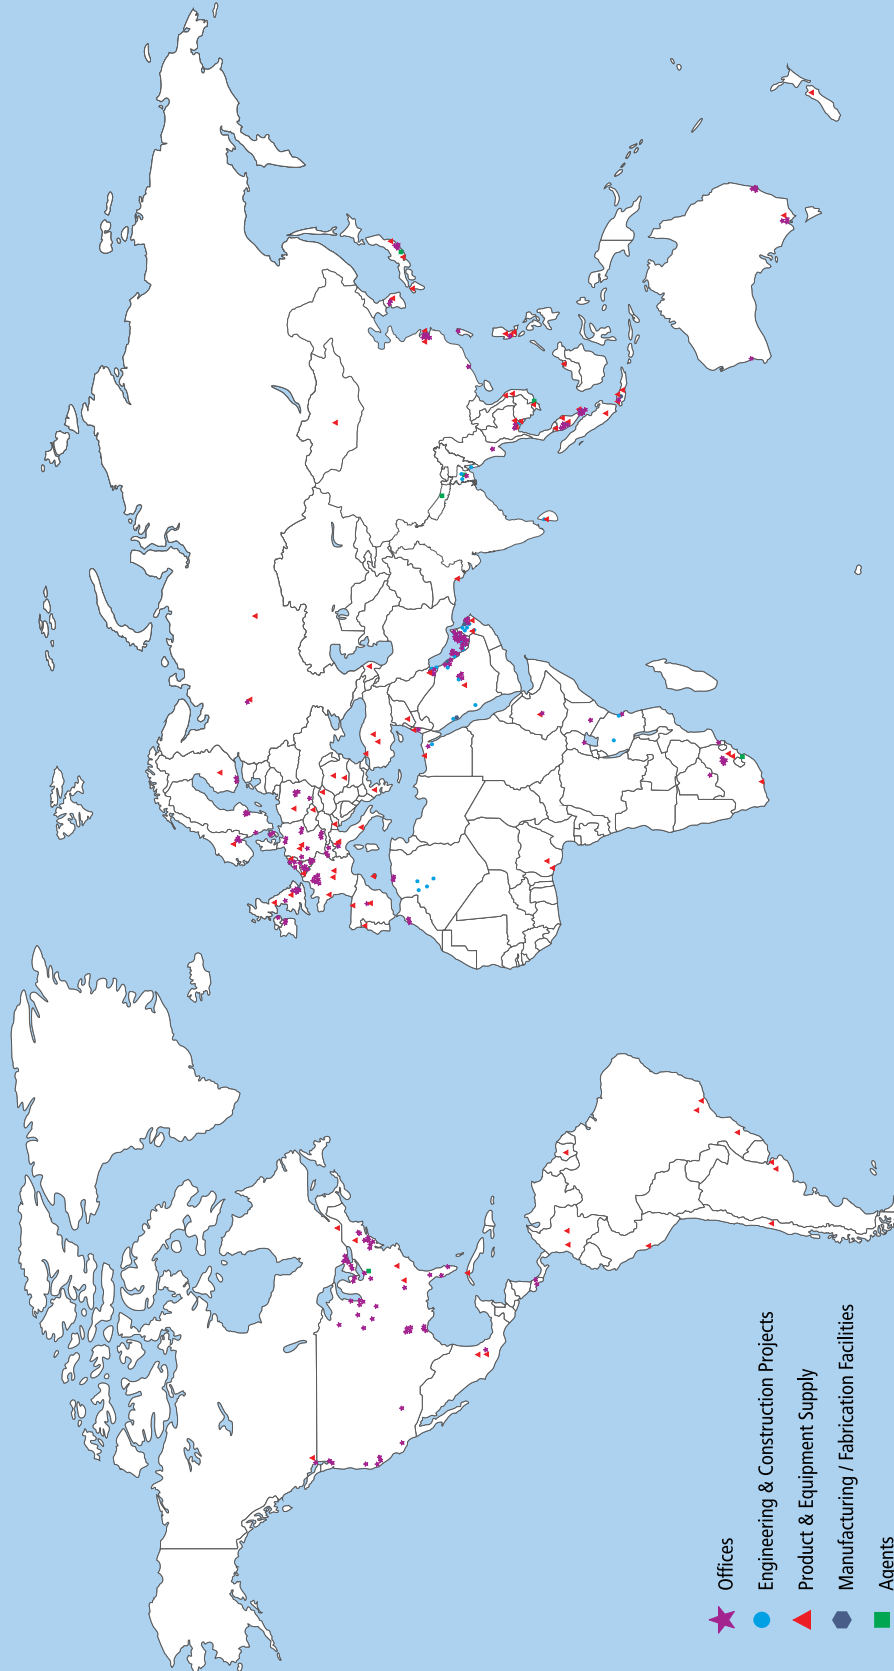 Offices
Engineering & Construction Projects
Product & Equipment Supply
Manufacturing / Fabrication Facilities
Agents